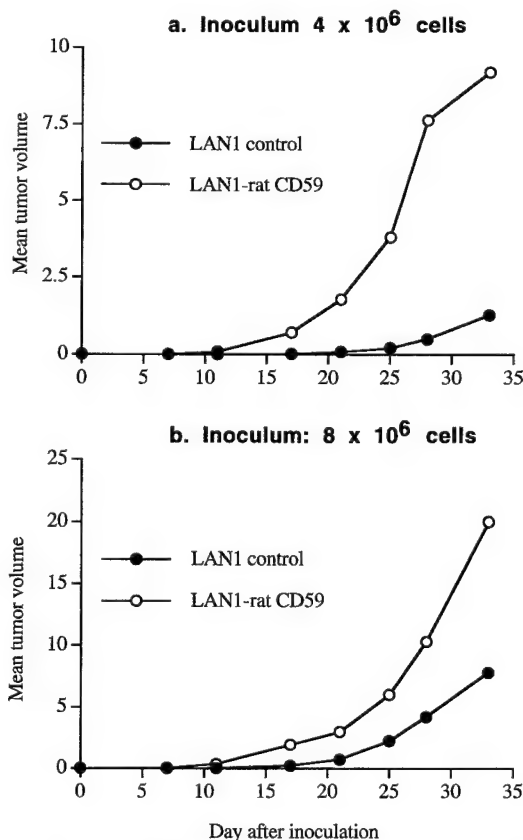 a. Inoculum 4 x 10⁶ cells
10
7.5
5
2.5
0
Mean tumor volume
LAN1 control
LAN1-rat CD59
0 5 10 15 20 25 30 35
b. Inoculum: 8 x 10⁶ cells
25
20
15
10
5
0
Mean tumor volume
LAN1 control
LAN1-rat CD59
0 5 10 15 20 25 30 35
Day after inoculation